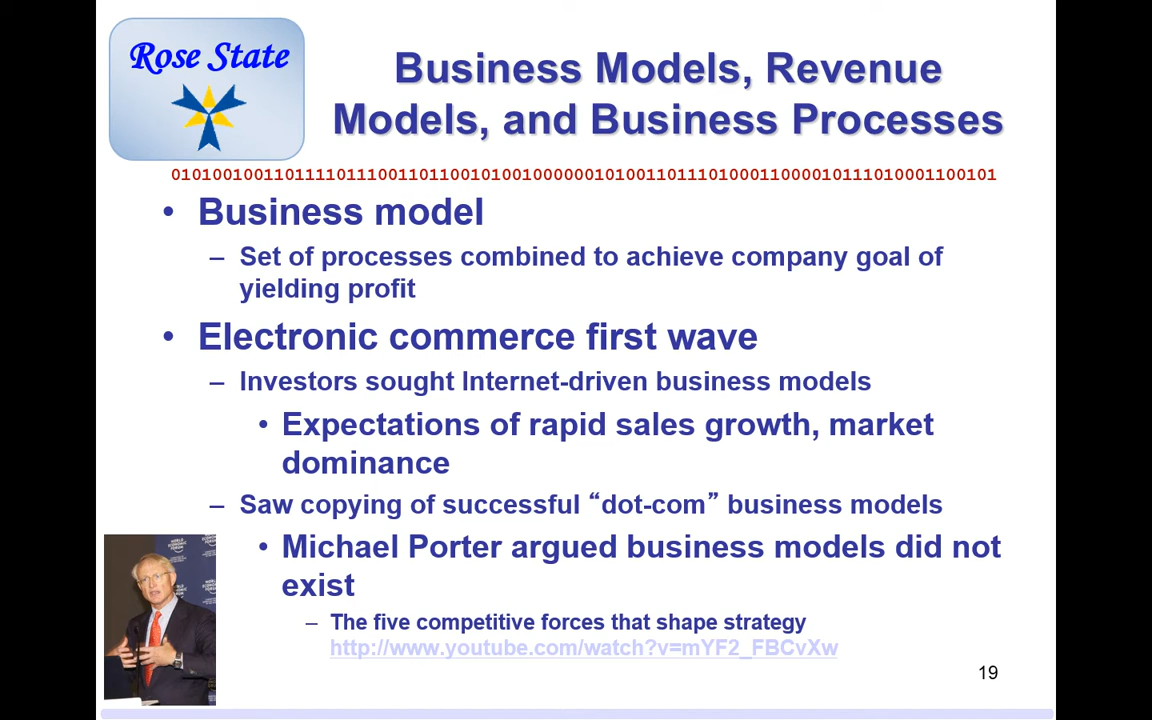 Rose State
Business Models, Revenue
Models, and Business Processes
010100100110111101110011011001010010000001010011011101000110000101110100011​00101
• Business model
– Set of processes combined to achieve company goal of
yielding profit
• Electronic commerce first wave
– Investors sought Internet-driven business models
• Expectations of rapid sales growth, market
dominance
– Saw copying of successful “dot-com” business models
• Michael Porter argued business models did not
exist
– The five competitive forces that shape strategy
http://www.youtube.com/watch?v=mYF2_FBCvXw
19